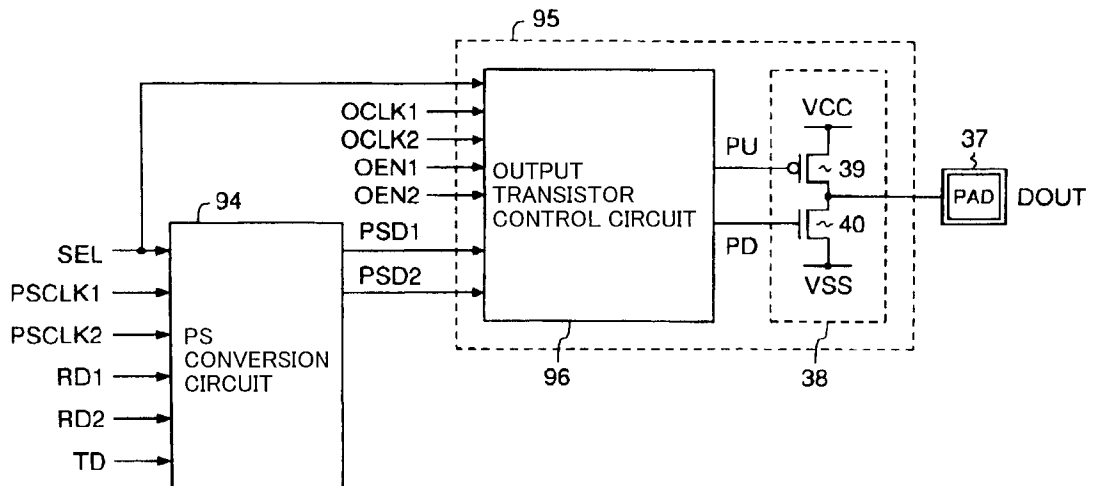 95
VCC
OCLK1
OCLK2
OEN1
OEN2
OUTPUT
TRANSISTOR
CONTROL CIRCUIT
PU
PD
39
40
VSS
37
PAD
DOUT
94
SEL
PSCLK1
PSCLK2
RD1
RD2
TD
PS
CONVERSION
CIRCUIT
PSD1
PSD2
96
38